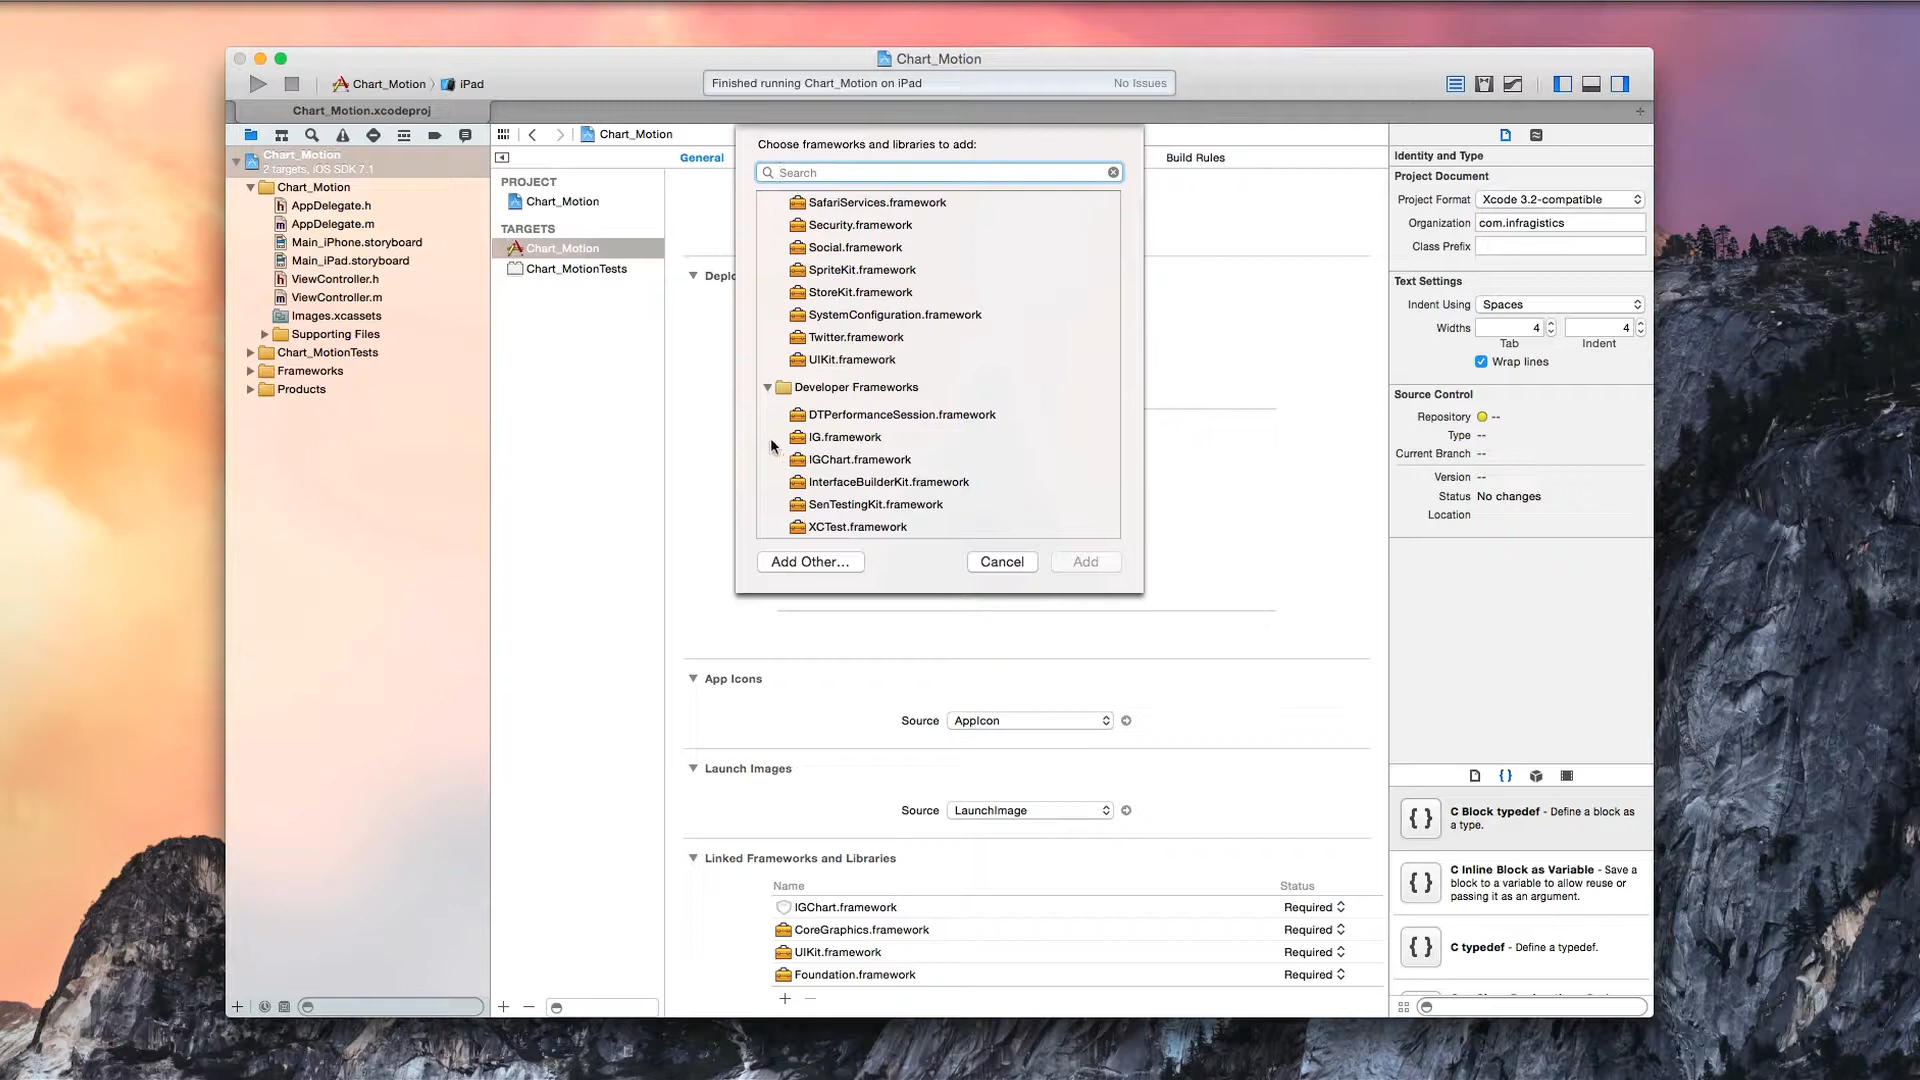 Chart_Motion
Chart_Motion
iPad
Finished running Chart_Motion on iPad
No Issues
Chart_Motion.xcodeproj
Chart_Motion
2 targets, iOS SDK 7.1
Chart_Motion
AppDelegate.h
AppDelegate.m
Main_iPhone.storyboard
Main_iPad.storyboard
ViewController.h
ViewController.m
Images.xcassets
Supporting Files
Chart_MotionTests
Frameworks
Products
Chart_Motion
General
Build Rules
PROJECT
Chart_Motion
TARGETS
Chart_Motion
Chart_MotionTests
Choose frameworks and libraries to add:
Search
SafariServices.framework
Security.framework
Social.framework
SpriteKit.framework
StoreKit.framework
SystemConfiguration.framework
Twitter.framework
UIKit.framework
Developer Frameworks
DTPerformanceSession.framework
IG.framework
IGChart.framework
InterfaceBuilderKit.framework
SenTestingKit.framework
XCTest.framework
Add Other...
Cancel
Add
App Icons
Source
AppIcon
Launch Images
Source
LaunchImage
Linked Frameworks and Libraries
Name
Status
IGChart.framework
Required
CoreGraphics.framework
Required
UIKit.framework
Required
Foundation.framework
Required
Identity and Type
Project Document
Project Format
Xcode 3.2-compatible
Organization
com.infragistics
Class Prefix
Text Settings
Indent Using
Spaces
Widths
4
4
Tab
Indent
Wrap lines
Source Control
Repository
--
Type
--
Current Branch
--
Version
--
Status
No changes
Location
C Block typedef - Define a block as
a type.
C Inline Block as Variable - Save a
block to a variable to allow reuse or
passing it as an argument.
C typedef - Define a typedef.